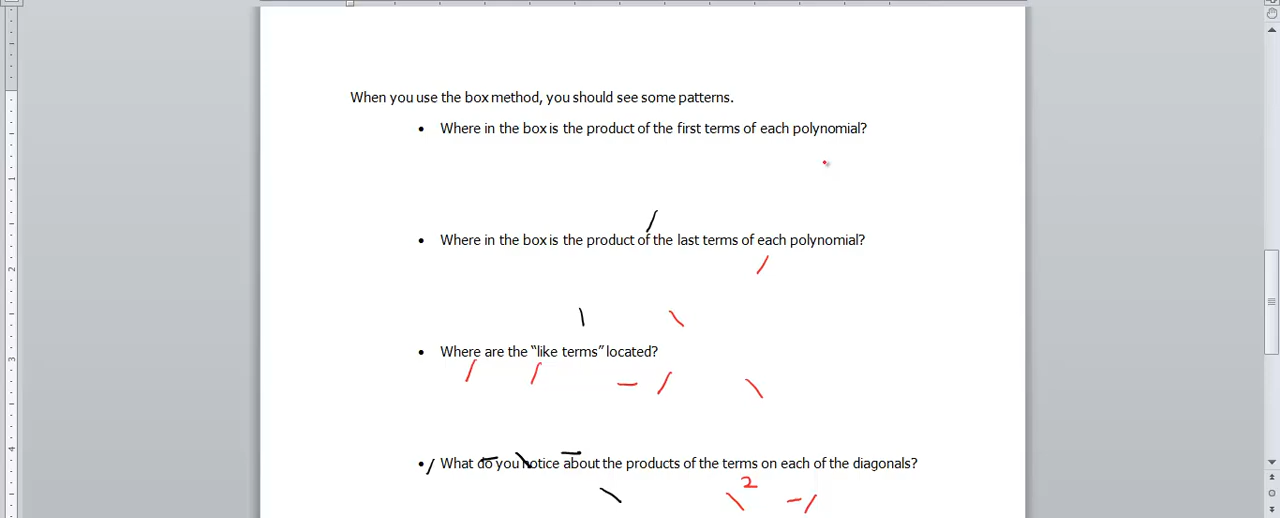 When you use the box method, you should see some patterns.
• Where in the box is the product of the first terms of each polynomial?
• Where in the box is the product of the last terms of each polynomial?
• Where are the “like terms” located?
• What do you notice about the products of the terms on each of the diagonals?
2